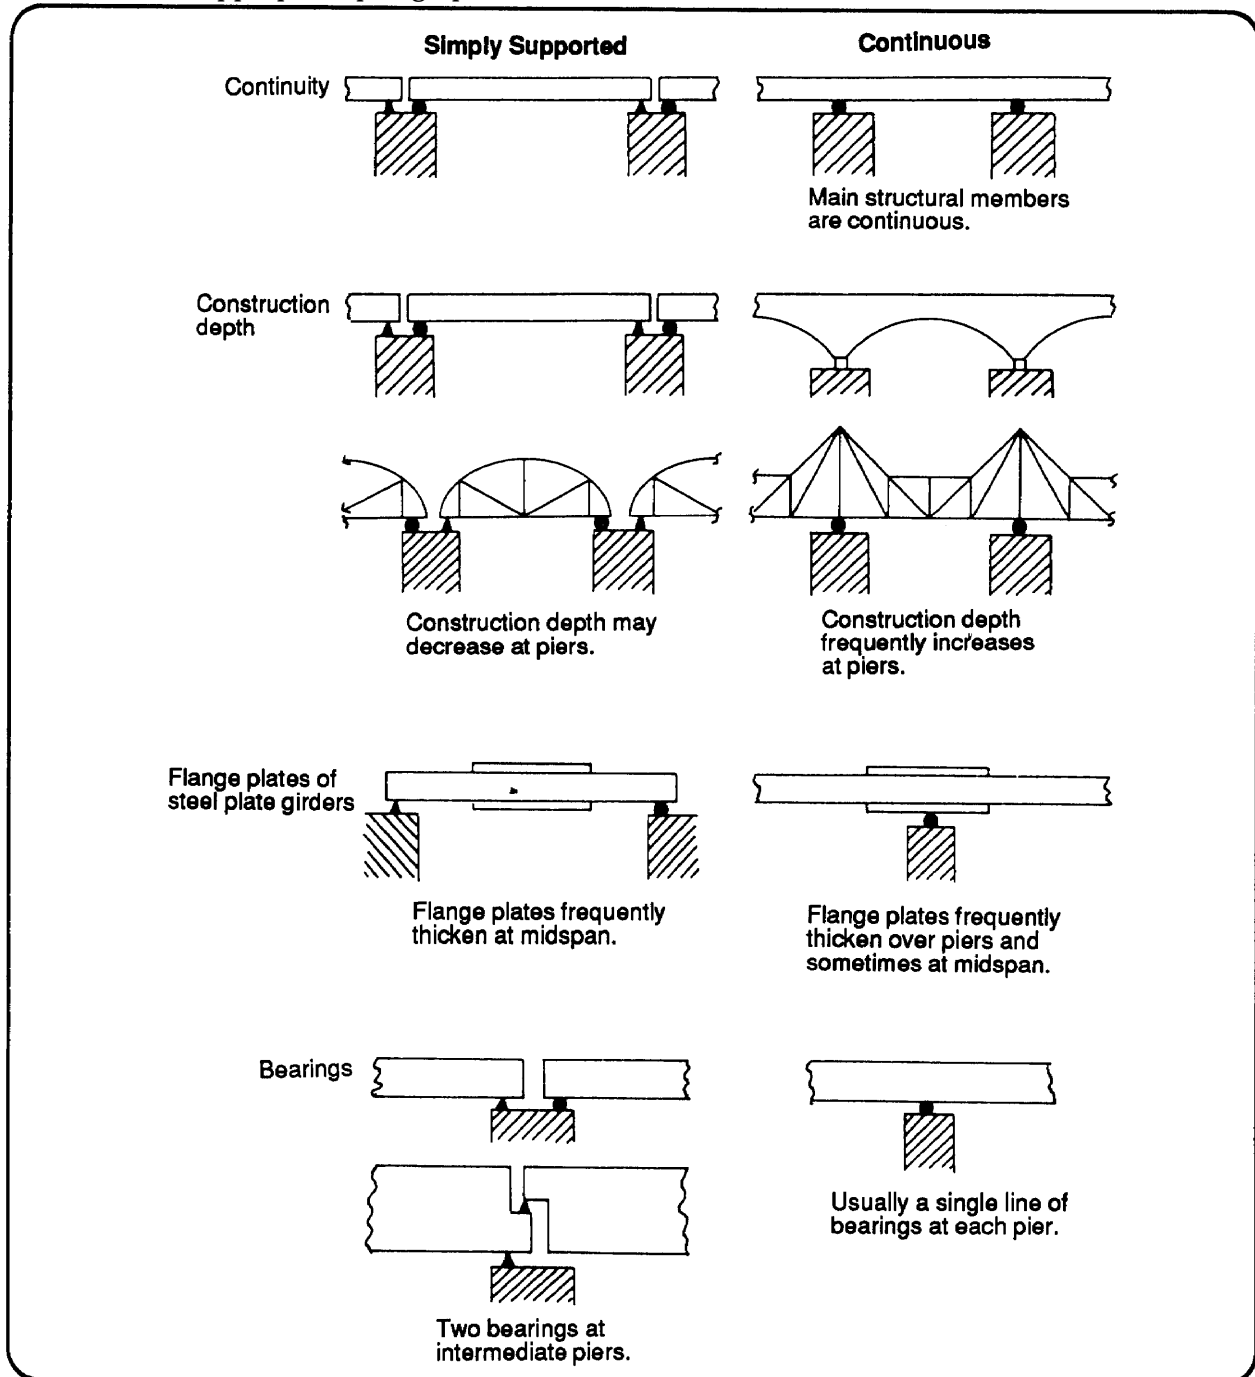 Simply Supported
Continuous
Continuity
Main structural members
are continuous.
Construction
depth
Construction depth may
decrease at piers.
Construction depth
frequently increases
at piers.
Flange plates of
steel plate girders
Flange plates frequently
thicken at midspan.
Flange plates frequently
thicken over piers and
sometimes at midspan.
Bearings
Usually a single line of
bearings at each pier.
Two bearings at
intermediate piers.